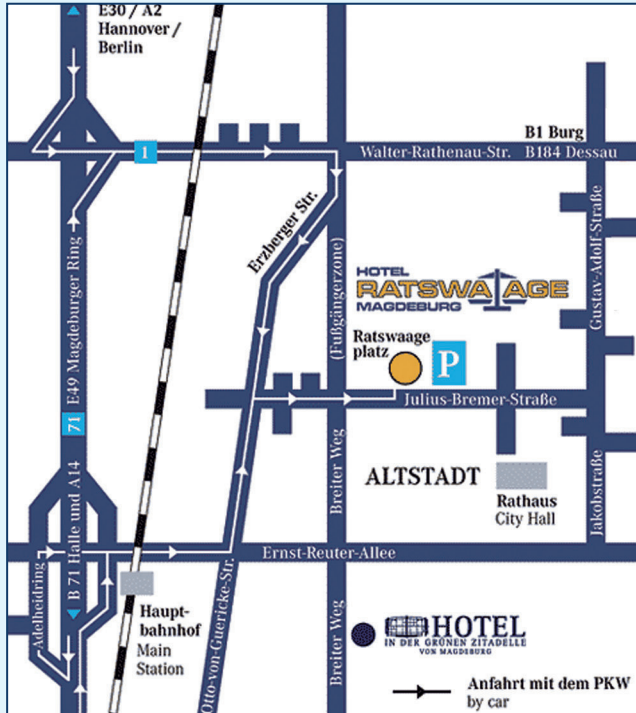 E30 / A2
Hannover /
Berlin
B1 Burg
Walter-Rathenau-Str.
B184 Dessau
1
Erzberger Str.
E49 Magdeburger Ring
(Fußgängerzone)
Gustav-Adolf-Straße
HOTEL
RATSWAAGE
MAGDEBURG
Ratswaage
platz
P
Julius-Bremer-Straße
71
Breiter Weg
ALTSTADT
Rathaus
City Hall
Jakobstraße
B 71 Halle und A14
Ernst-Reuter-Allee
Adelheidring
Haupt-
bahnhof
Main
Station
Otto-von-Guericke-Str.
Breiter Weg
HOTEL
IN DER GRÜNEN ZITADELLE
VON MAGDEBURG
Anfahrt mit dem PKW
by car